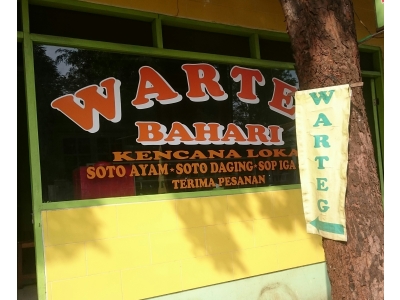 WARTE
BAHARI
KENCANA LOKA
SOTO AYAM - SOTO DAGING - SOP IGA
TERIMA PESANAN
WARTEG